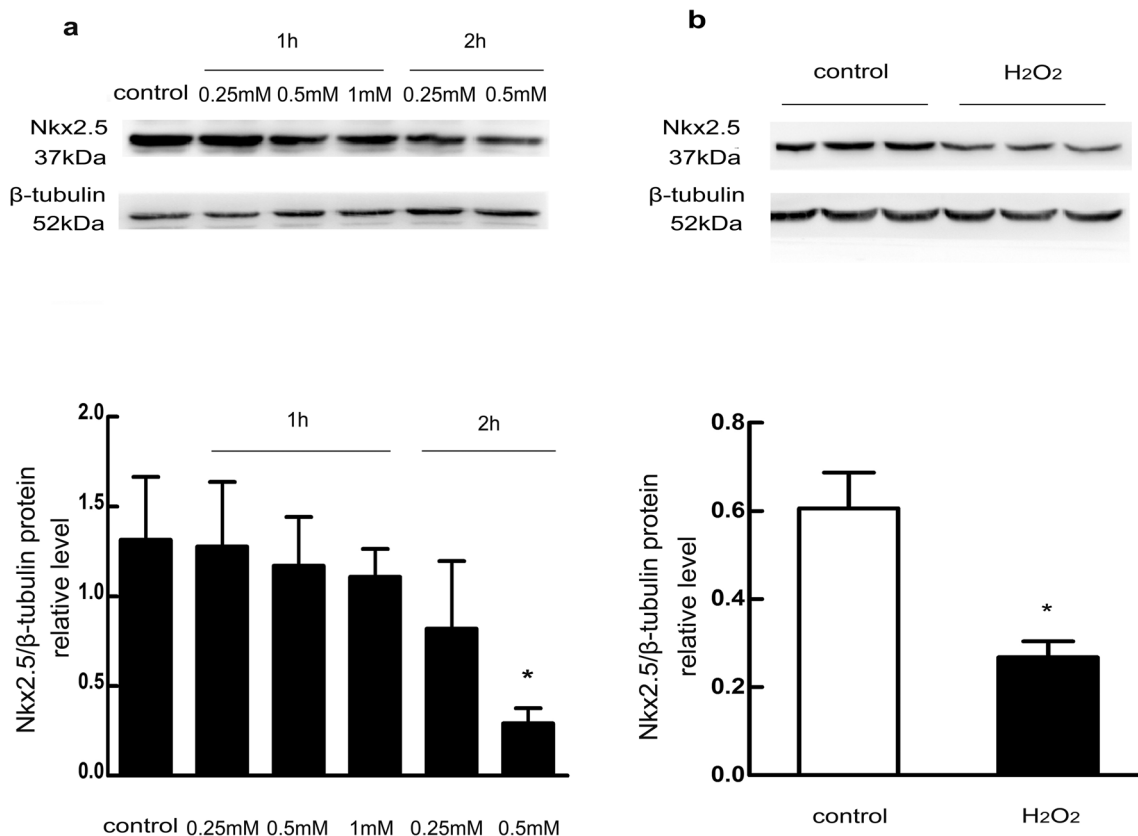 a
1h 2h
control 0.25mM 0.5mM 1mM 0.25mM 0.5mM
Nkx2.5
37kDa
β-tubulin
52kDa
b
control H2O2
Nkx2.5
37kDa
β-tubulin
52kDa
Nkx2.5/β-tubulin protein
relative level
2.0
1.5
1.0
0.5
0.0
1h 2h
*
control 0.25mM 0.5mM 1mM 0.25mM 0.5mM
Nkx2.5/β-tubulin protein
relative level
0.8
0.6
0.4
0.2
0.0
*
control H2O2